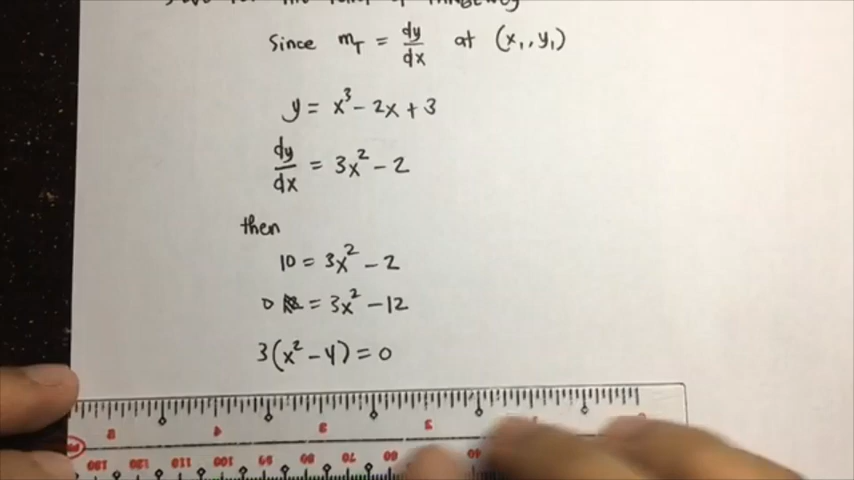 Since m_T = dy/dx at (x₁, y₁)
y = x³ - 2x + 3
dy/dx = 3x² - 2
then
10 = 3x² - 2
0 = 3x² - 12
3(x² - 4) = 0